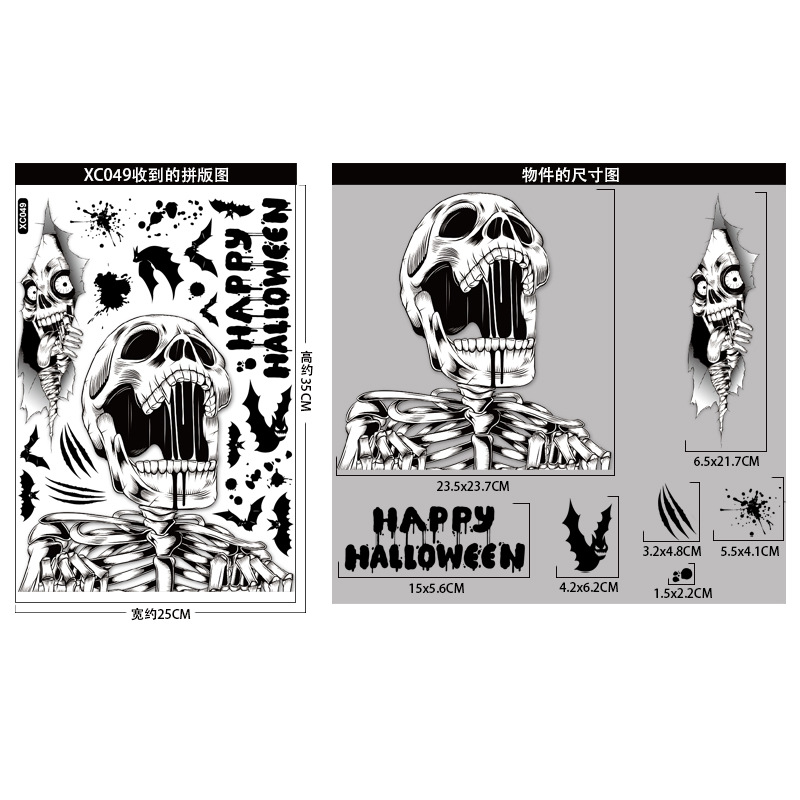 XC049收到的拼版图
XC049
HAPPY
HALLOWEEN
高约35CM
宽约25CM
物件的尺寸图
23.5x23.7CM
6.5x21.7CM
HAPPY
HALLOWEEN
15x5.6CM
4.2x6.2CM
3.2x4.8CM
5.5x4.1CM
1.5x2.2CM